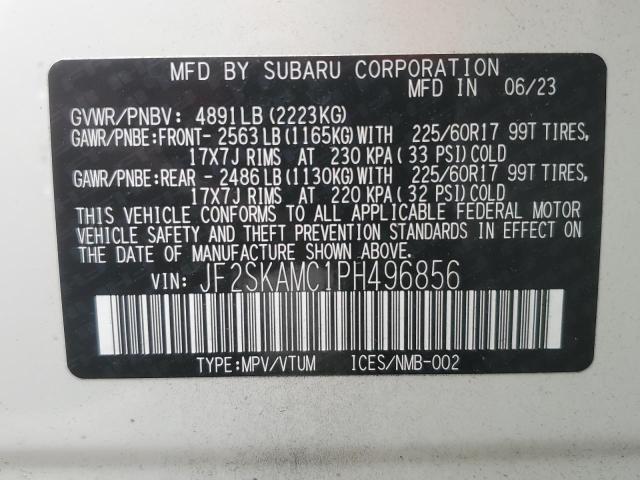 MFD BY SUBARU CORPORATION
MFD IN 06/23
GVWR/PNBV: 4891LB (2223KG)
GAWR/PNBE:FRONT- 2563 LB (1165KG) WITH 225/60R17 99T TIRES,
17X7J RIMS AT 230 KPA ( 33 PSI) COLD
GAWR/PNBE:REAR - 2486 LB (1130KG) WITH 225/60R17 99T TIRES,
17X7J RIMS AT 220 KPA ( 32 PSI) COLD
THIS VEHICLE CONFORMS TO ALL APPLICABLE FEDERAL MOTOR
VEHICLE SAFETY AND THEFT PREVENTION STANDARDS IN EFFECT ON
THE DATE OF MANUFACTURE SHOWN ABOVE.
VIN: JF2SKAMC1PH496856
TYPE:MPV/VTUM ICES/NMB-002